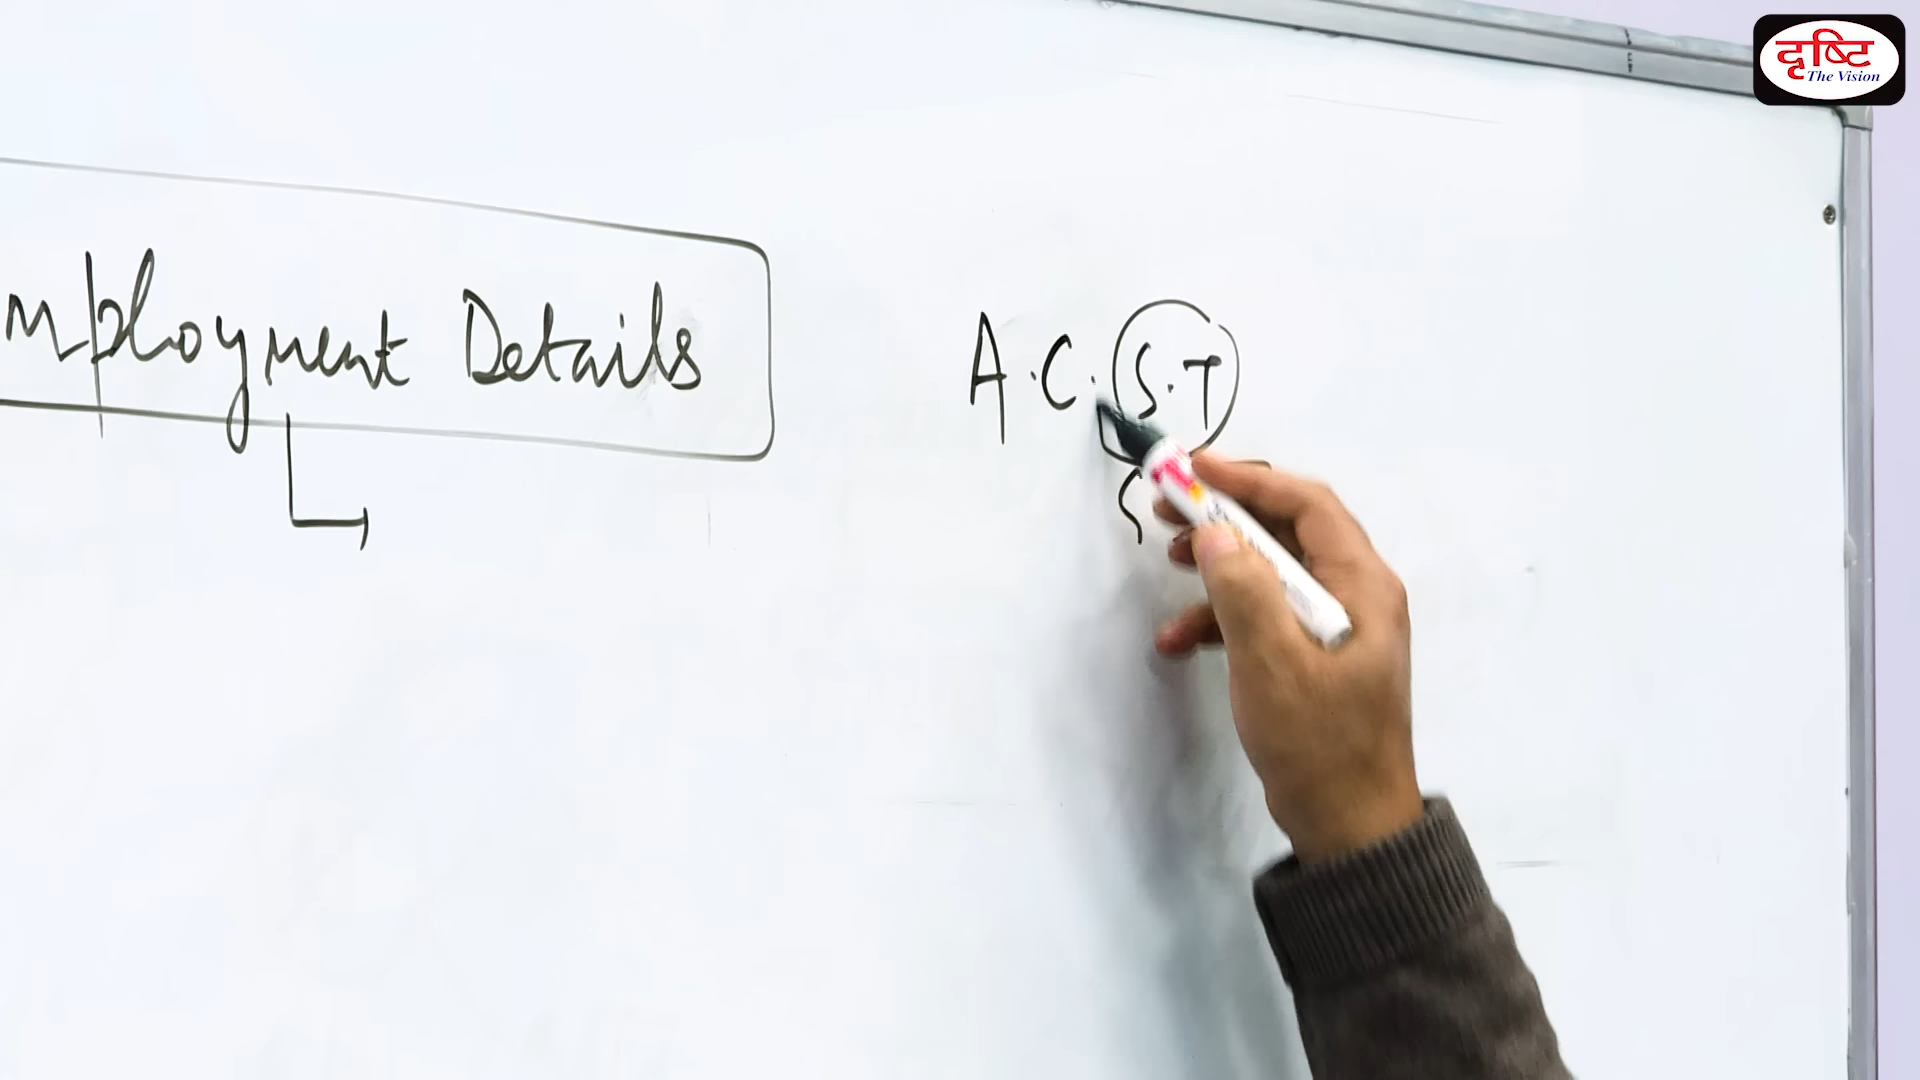 दृष्टि
The Vision
mployment Details
A.C.S.T
S